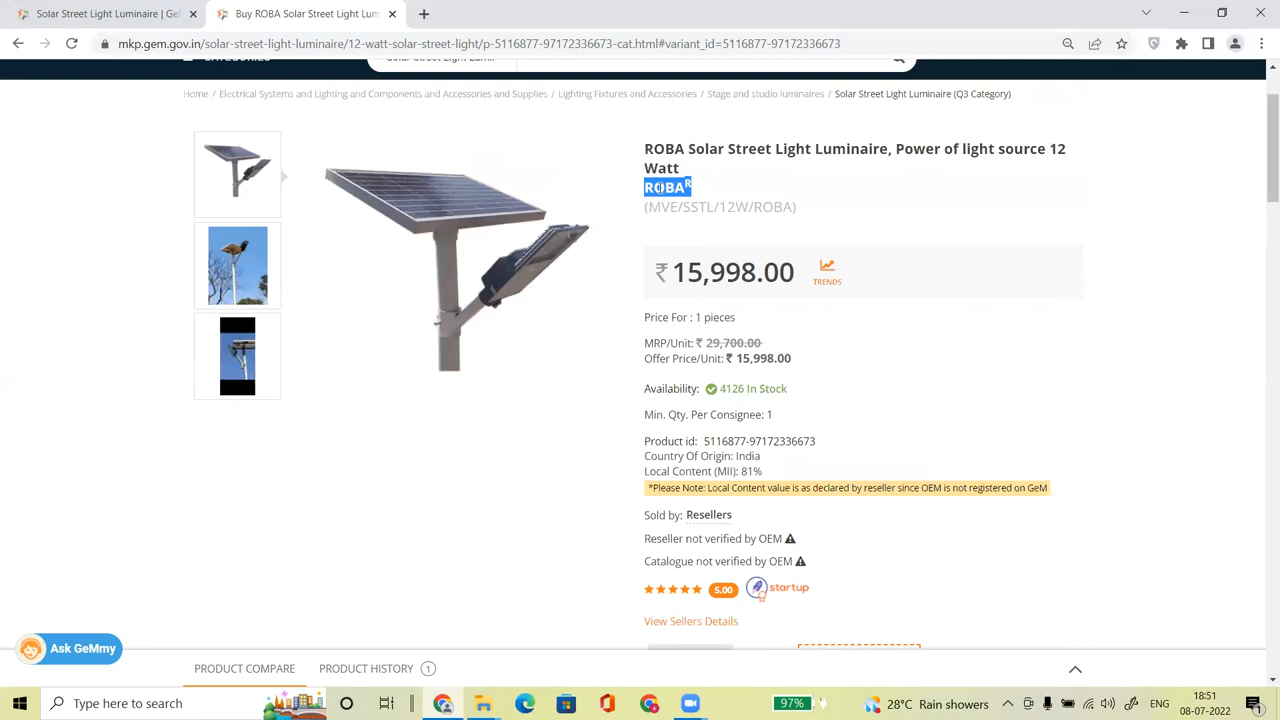 Solar Street Light Luminaire | GeM
Buy ROBA Solar Street Light Lum
mkp.gem.gov.in/solar-street-light-luminaire/12-watt-solar-street-light/p-5116877-97172336673-cat.html#variant_id=5116877-97172336673
Home / Electrical Systems and Lighting and Components and Accessories and Supplies / Lighting Fixtures and Accessories / Stage and studio luminaires / Solar Street Light Luminaire (Q3 Category)
ROBA Solar Street Light Luminaire, Power of light source 12
Watt
ROBA R
(MVE/SSTL/12W/ROBA)
₹ 15,998.00
TRENDS
Price For : 1 pieces
MRP/Unit: ₹ 29,700.00
Offer Price/Unit: ₹ 15,998.00
Availability: 4126 In Stock
Min. Qty. Per Consignee: 1
Product id: 5116877-97172336673
Country Of Origin: India
Local Content (MII): 81%
*Please Note: Local Content value is as declared by reseller since OEM is not registered on GeM
Sold by: Resellers
Reseller not verified by OEM
Catalogue not verified by OEM
5.00 startup
View Sellers Details
Ask GeMmy
PRODUCT COMPARE PRODUCT HISTORY 1
Type here to search
97%
28°C Rain showers
ENG
18:51
08-07-2022
1